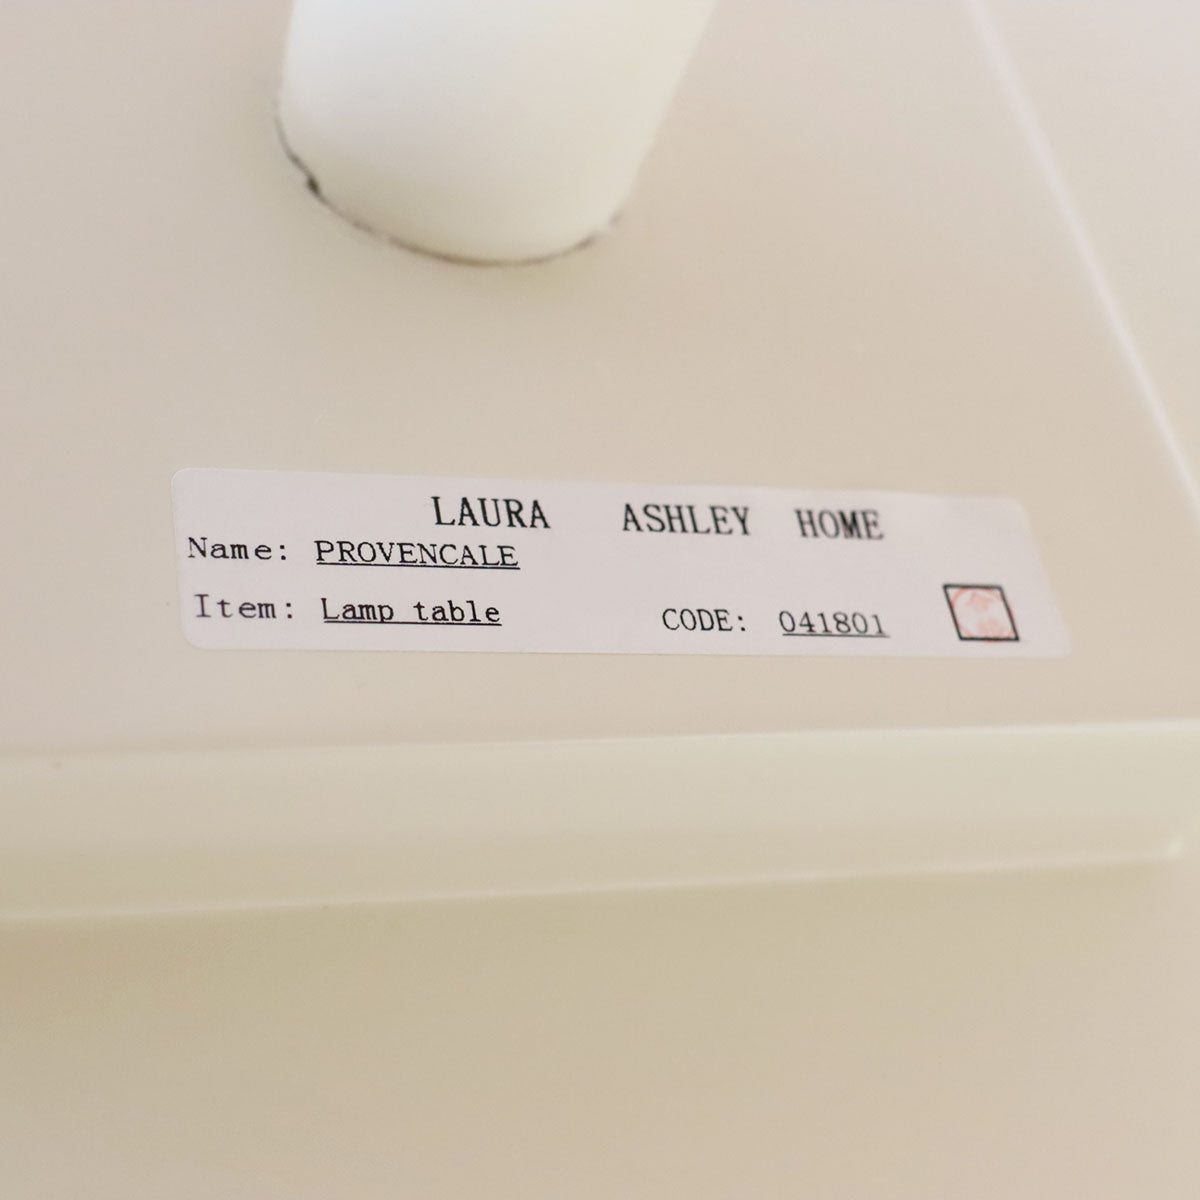 LAURA ASHLEY HOME
Name: PROVENCALE
Item: Lamp table CODE: 041801